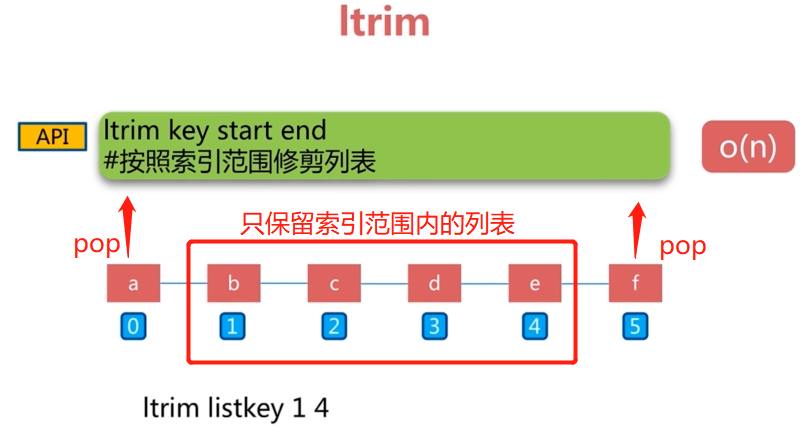 ltrim
API
ltrim key start end
#按照索引范围修剪列表
o(n)
只保留索引范围内的列表
pop
pop
a b c d e f
0 1 2 3 4 5
ltrim listkey 1 4